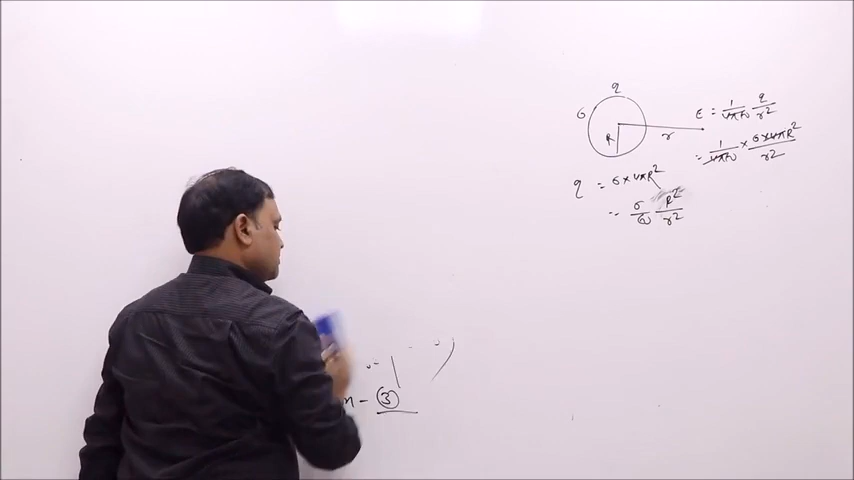 q
σ
R
r
E = 1/4πε0 q/r²
= 1/4πε0 × σ×4πR²/r²
q = σ×4πR²
= σ/ε0 R²/r²
n - 3